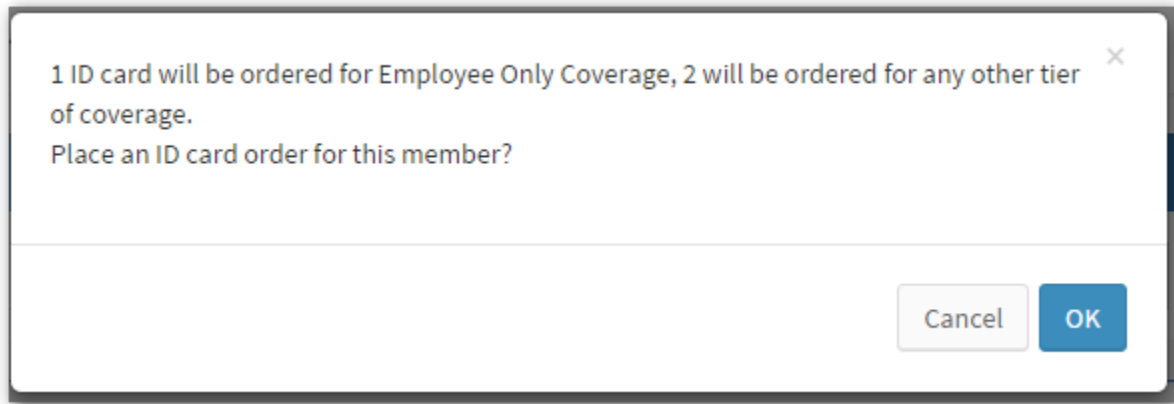 1 ID card will be ordered for Employee Only Coverage, 2 will be ordered for any other tier
of coverage.
Place an ID card order for this member?
Cancel
OK